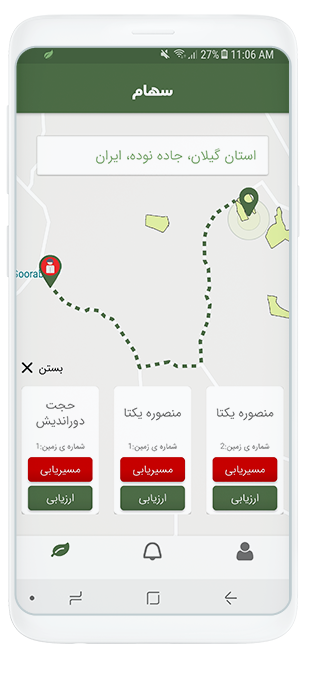 27% 11:06 AM
سهام
استان گیلان، جاده نوده، ایران
بستن
منصوره یکتا
شماره ی زمین:2
مسیریابی
ارزیابی
منصوره یکتا
شماره ی زمین:1
مسیریابی
ارزیابی
حجت
دوراندیش
شماره ی زمین:1
مسیریابی
ارزیابی